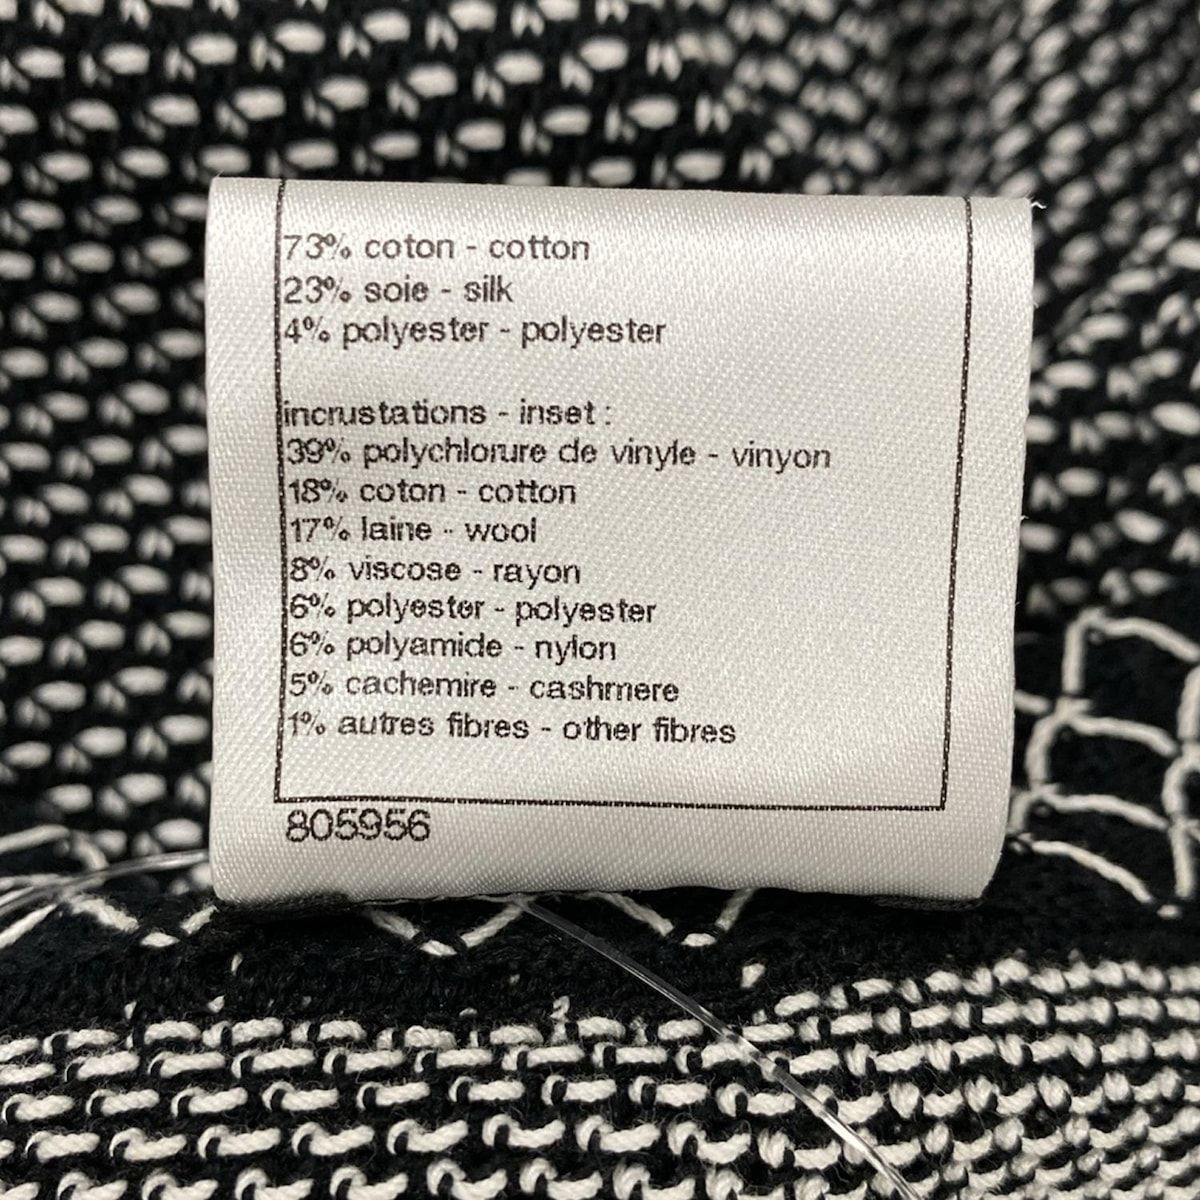 73% coton - cotton
23% soie - silk
4% polyester - polyester
incrustations - inset :
39% polychlorure de vinyle - vinyon
18% coton - cotton
17% laine - wool
8% viscose - rayon
6% polyester - polyester
6% polyamide - nylon
5% cachemire - cashmere
1% autres fibres - other fibres
805956